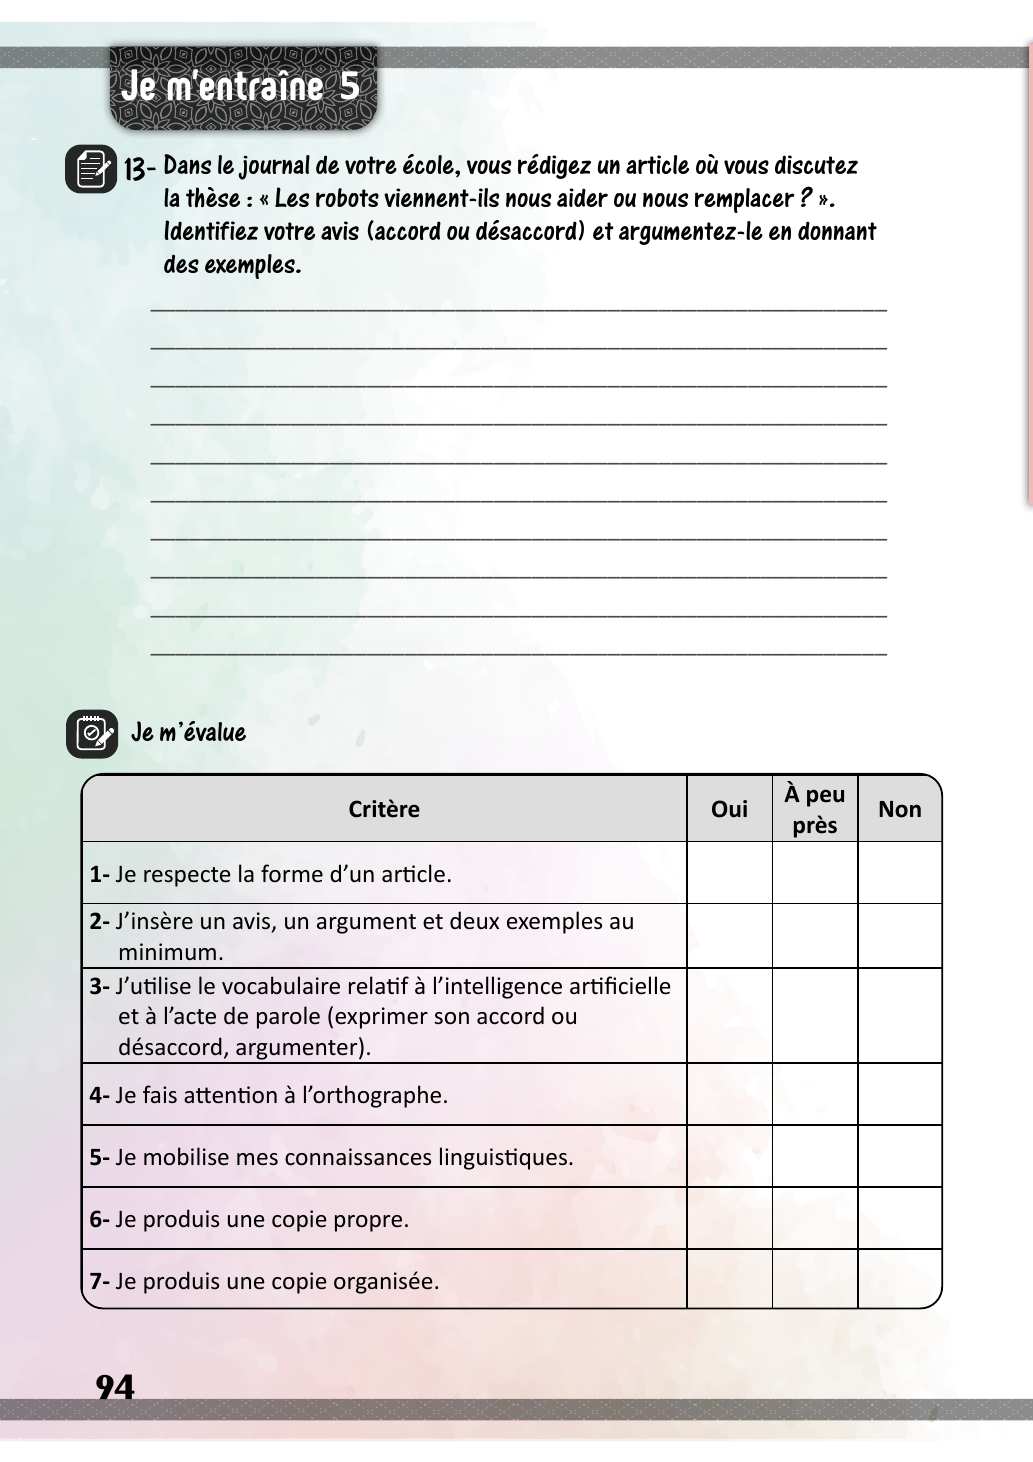 Je m'entraîne 5
13- Dans le journal de votre école, vous rédigez un article où vous discutez
la thèse : « Les robots viennent-ils nous aider ou nous remplacer ? ».
Identifiez votre avis (accord ou désaccord) et argumentez-le en donnant
des exemples.
Je m'évalue
Critère Oui À peu près Non
1- Je respecte la forme d'un article.
2- J'insère un avis, un argument et deux exemples au
minimum.
3- J'utilise le vocabulaire relatif à l'intelligence artificielle
et à l'acte de parole (exprimer son accord ou
désaccord, argumenter).
4- Je fais attention à l'orthographe.
5- Je mobilise mes connaissances linguistiques.
6- Je produis une copie propre.
7- Je produis une copie organisée.
94